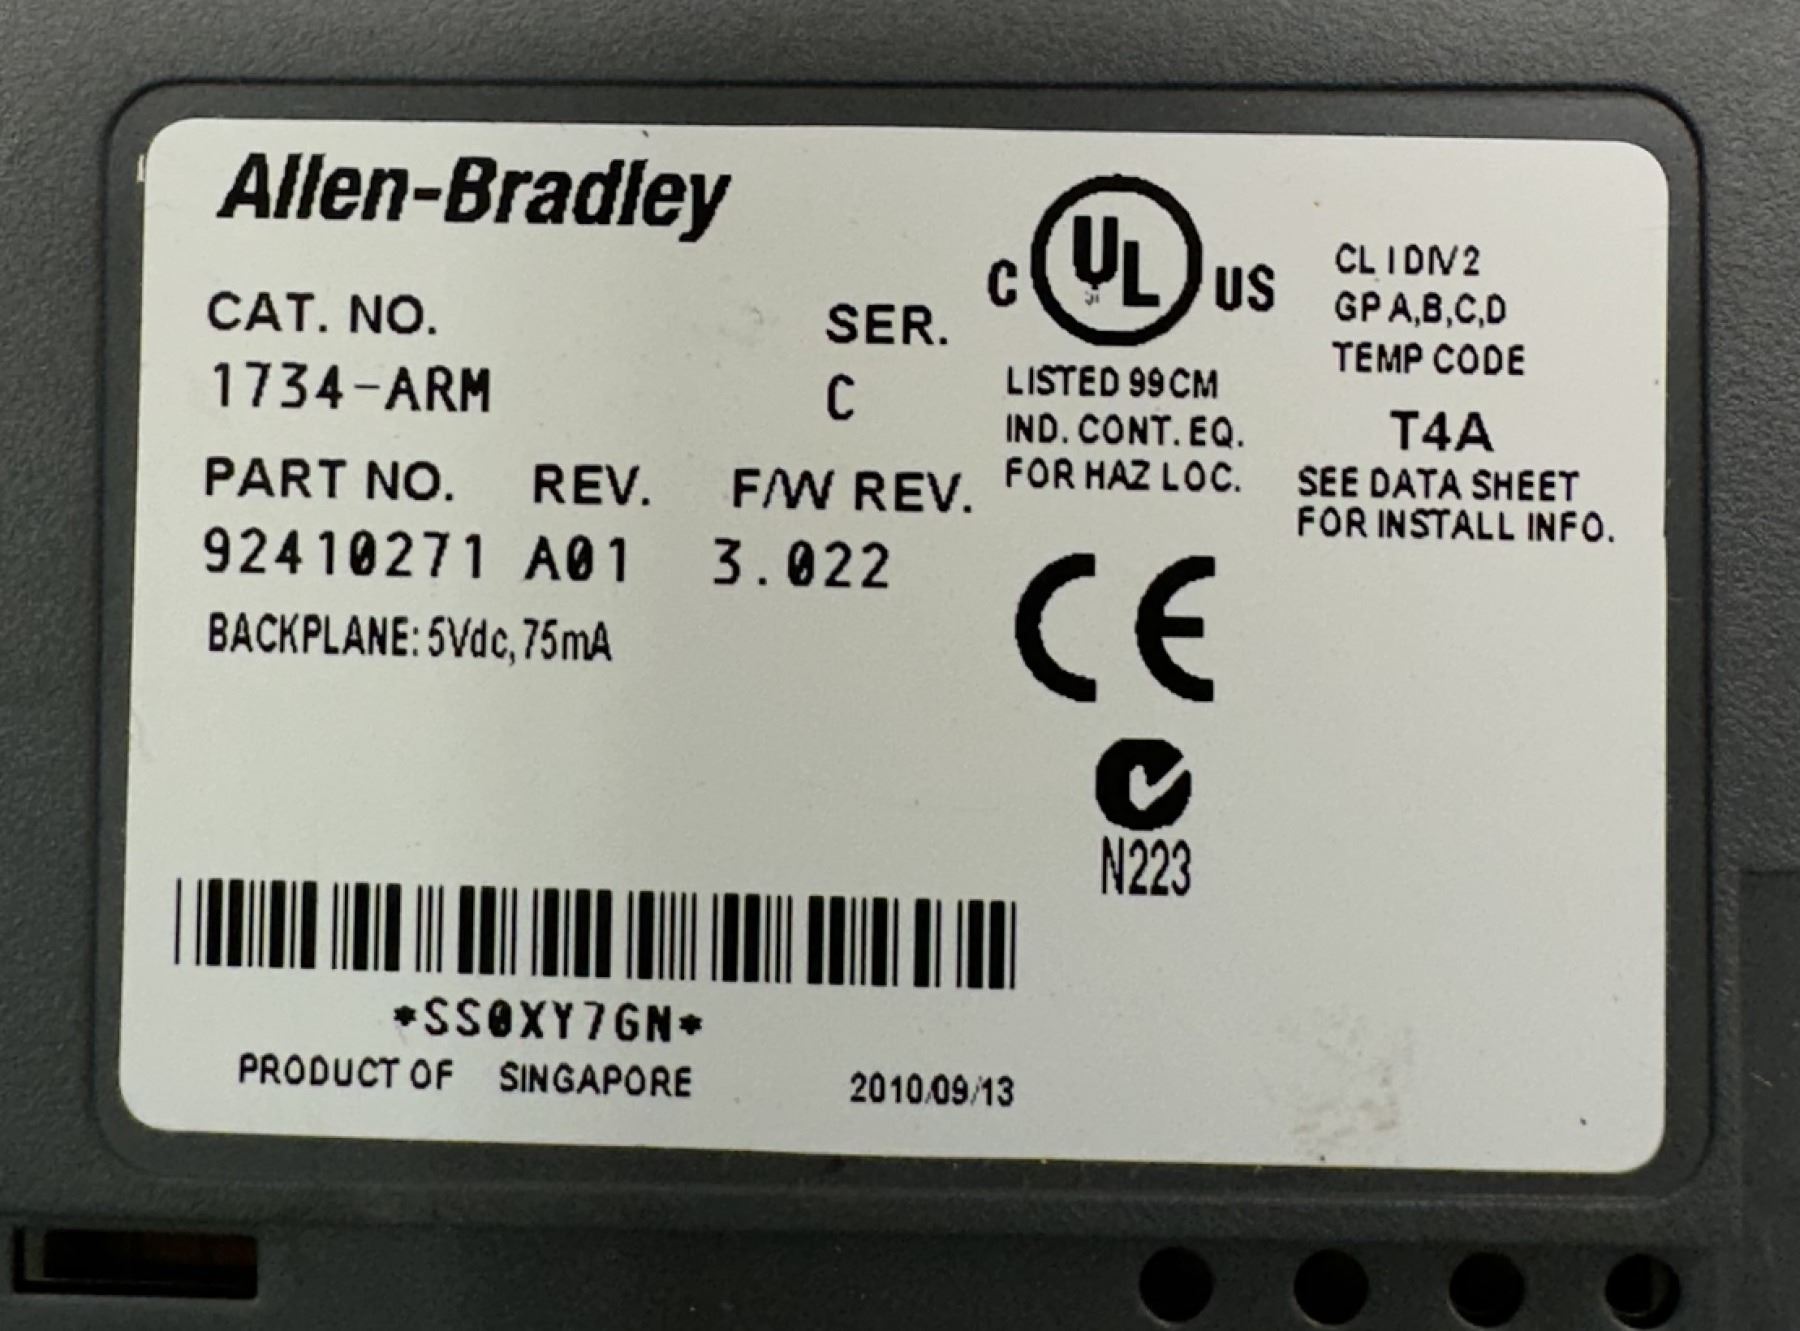 Allen-Bradley
CAT. NO.
SER.
1734-ARM
C
PART NO. REV. F/W REV.
92410271 A01 3.022
BACKPLANE: 5Vdc, 75mA
C UL US
LISTED 99CM
IND. CONT. EQ.
FOR HAZ LOC.
CL I DIV 2
GP A,B,C,D
TEMP CODE
T4A
SEE DATA SHEET
FOR INSTALL INFO.
CE
N223
*SS0XY7GN*
PRODUCT OF SINGAPORE 2010/09/13